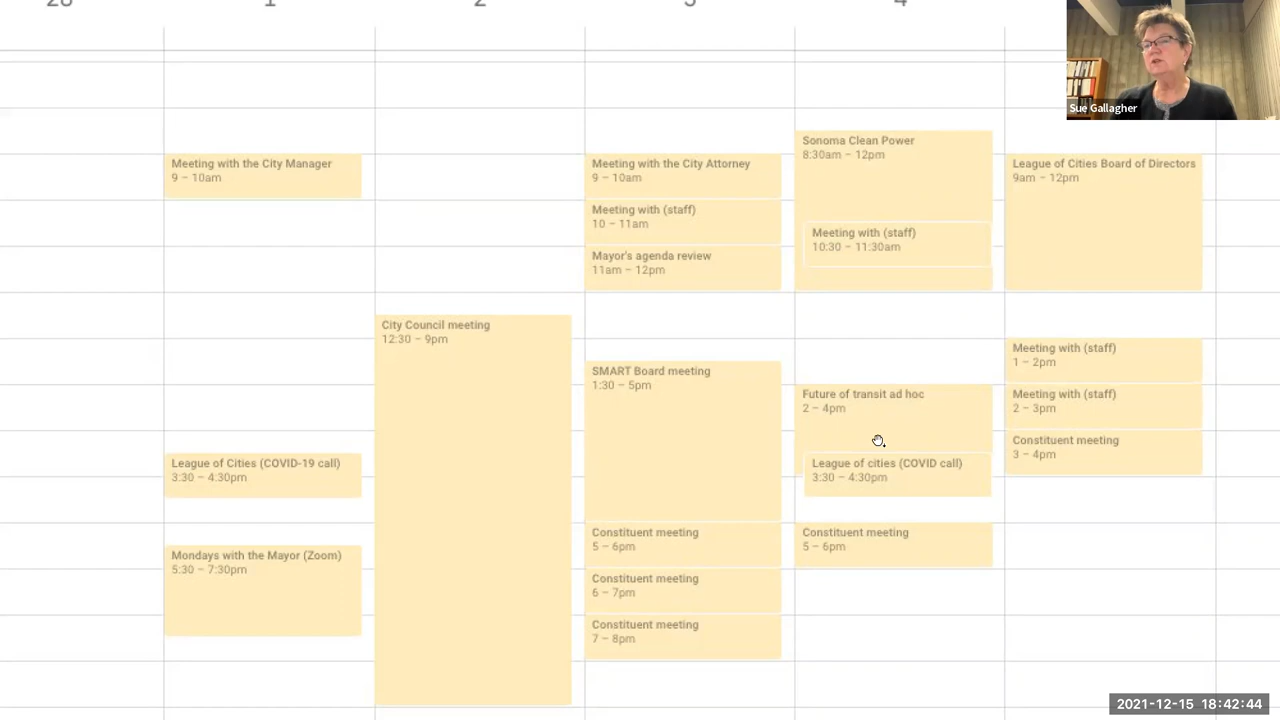 28 1 2 3 4
Sue Gallagher
Meeting with the City Manager
9 – 10am
League of Cities (COVID-19 call)
3:30 – 4:30pm
Mondays with the Mayor (Zoom)
5:30 – 7:30pm
City Council meeting
12:30 – 9pm
Meeting with the City Attorney
9 – 10am
Meeting with (staff)
10 – 11am
Mayor's agenda review
11am – 12pm
SMART Board meeting
1:30 – 5pm
Constituent meeting
5 – 6pm
Constituent meeting
6 – 7pm
Constituent meeting
7 – 8pm
Sonoma Clean Power
8:30am – 12pm
Meeting with (staff)
10:30 – 11:30am
Future of transit ad hoc
2 – 4pm
League of cities (COVID call)
3:30 – 4:30pm
Constituent meeting
5 – 6pm
League of Cities Board of Directors
9am – 12pm
Meeting with (staff)
1 – 2pm
Meeting with (staff)
2 – 3pm
Constituent meeting
3 – 4pm
2021-12-15 18:42:44